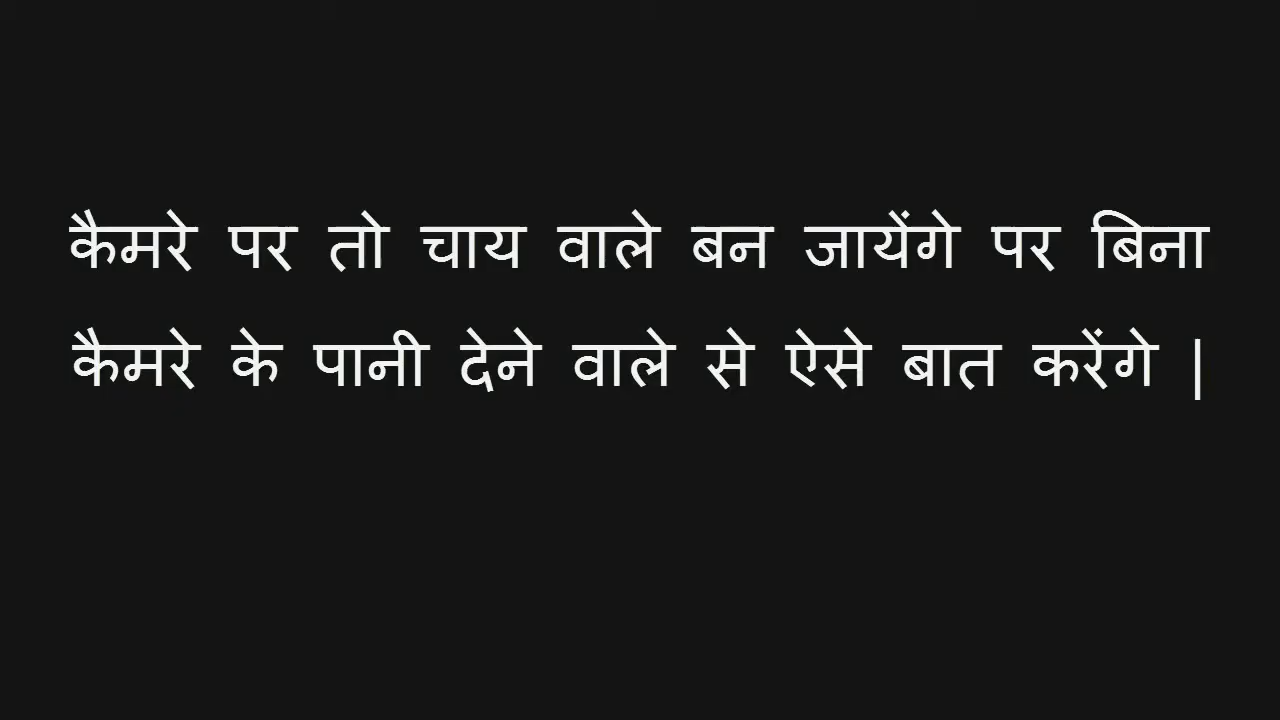 कैमरे पर तो चाय वाले बन जायेंगे पर बिना
कैमरे के पानी देने वाले से ऐसे बात करेंगे |